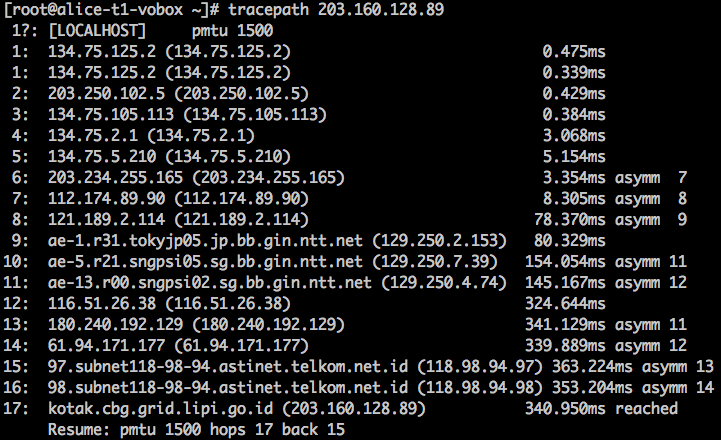 [root@alice-t1-vobox ~]# tracepath 203.160.128.89
1?: [LOCALHOST] pmtu 1500
1: 134.75.125.2 (134.75.125.2) 0.475ms
1: 134.75.125.2 (134.75.125.2) 0.339ms
2: 203.250.102.5 (203.250.102.5) 0.429ms
3: 134.75.105.113 (134.75.105.113) 0.384ms
4: 134.75.2.1 (134.75.2.1) 3.068ms
5: 134.75.5.210 (134.75.5.210) 5.154ms
6: 203.234.255.165 (203.234.255.165) 3.354ms asymm 7
7: 112.174.89.90 (112.174.89.90) 8.305ms asymm 8
8: 121.189.2.114 (121.189.2.114) 78.370ms asymm 9
9: ae-1.r31.tokyjp05.jp.bb.gin.ntt.net (129.250.2.153) 80.329ms
10: ae-5.r21.sngpsi05.sg.bb.gin.ntt.net (129.250.7.39) 154.054ms asymm 11
11: ae-13.r00.sngpsi02.sg.bb.gin.ntt.net (129.250.4.74) 145.167ms asymm 12
12: 116.51.26.38 (116.51.26.38) 324.644ms
13: 180.240.192.129 (180.240.192.129) 341.129ms asymm 11
14: 61.94.171.177 (61.94.171.177) 339.889ms asymm 12
15: 97.subnet118-98-94.astinet.telkom.net.id (118.98.94.97) 363.224ms asymm 13
16: 98.subnet118-98-94.astinet.telkom.net.id (118.98.94.98) 353.204ms asymm 14
17: kotak.cbg.grid.lipi.go.id (203.160.128.89) 340.950ms reached
Resume: pmtu 1500 hops 17 back 15